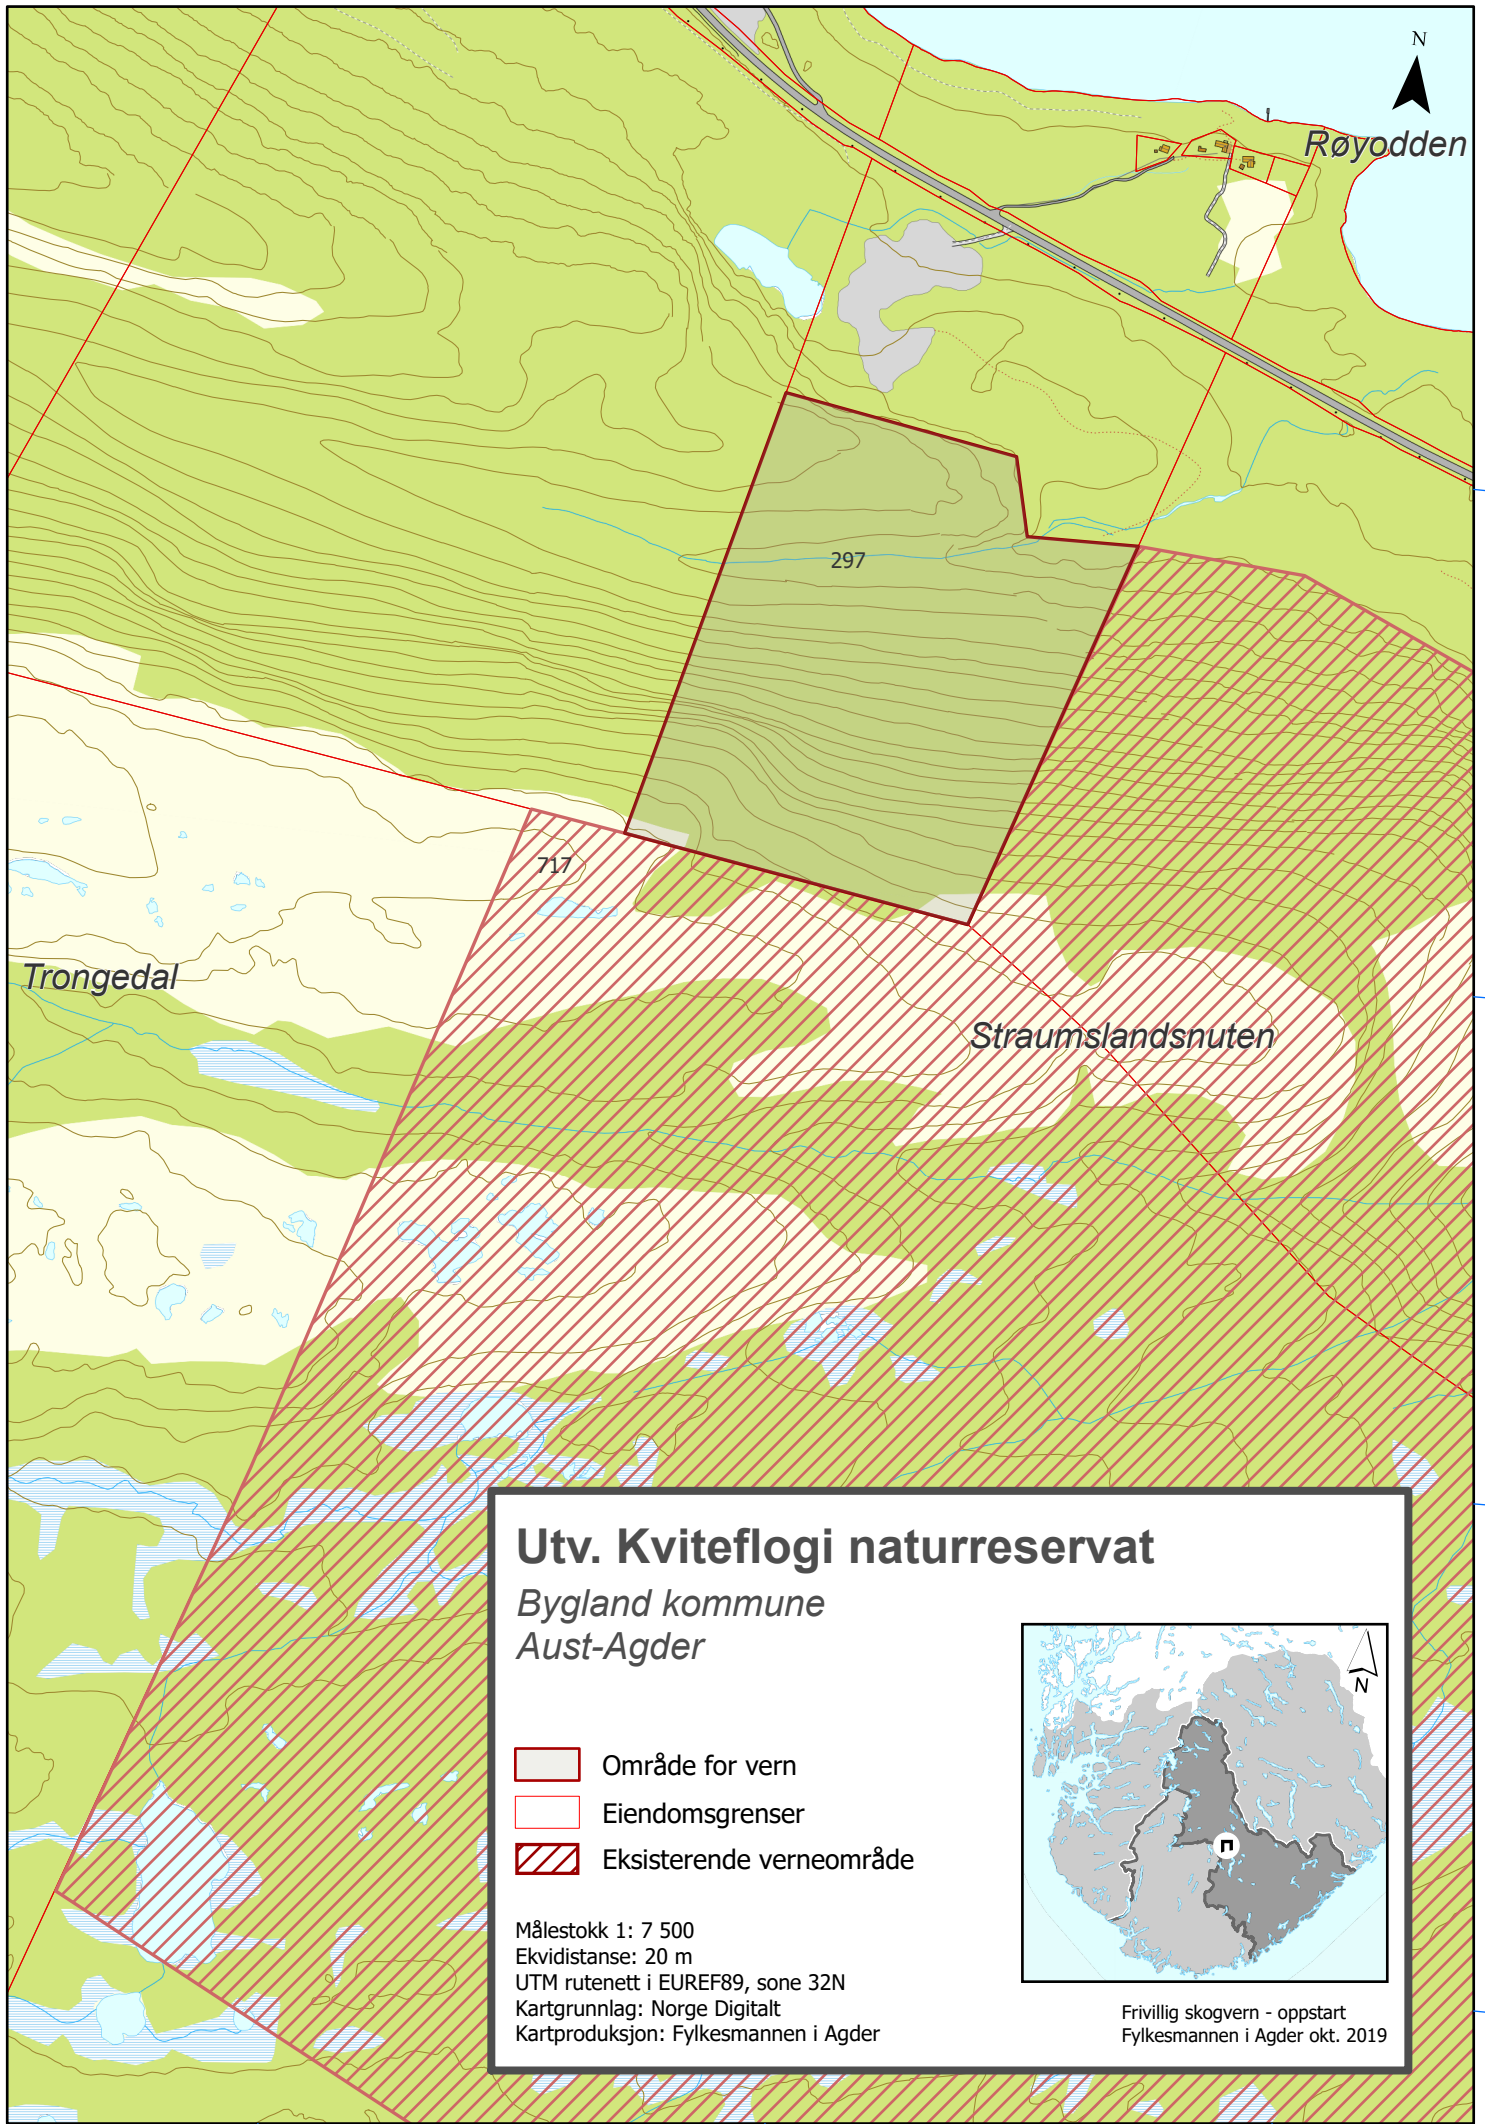 N
Røyodden
297
717
Trongedal
Straumslandsnuten
Utv. Kviteflogi naturreservat
Bygland kommune
Aust-Agder
N
Område for vern
Eiendomsgrenser
Eksisterende verneområde
Målestokk 1: 7 500
Ekvidistanse: 20 m
UTM rutenett i EUREF89, sone 32N
Kartgrunnlag: Norge Digitalt
Kartproduksjon: Fylkesmannen i Agder
Frivillig skogvern - oppstart
Fylkesmannen i Agder okt. 2019